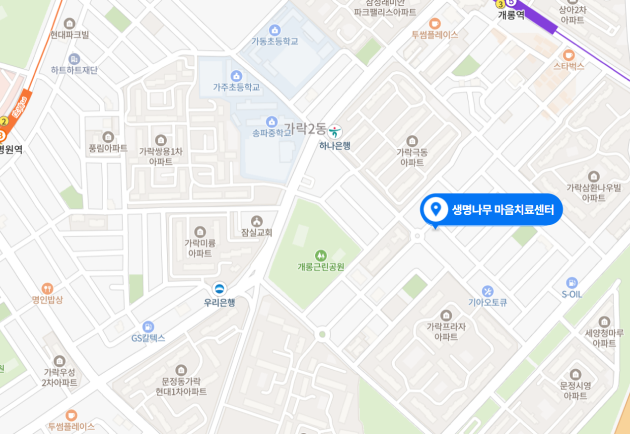 삼성래미안
파크팰리스아파트
상아2차
아파트
3
5
개롱역
현대파크빌
가동초등학교
투썸플레이스
하트하트재단
스타벅스
가주초등학교
2
3
병원역
송파중학교
가락2동
하나은행
풍림아파트
가락쌍용1차
아파트
가락극동
아파트
가락삼환나우빌
아파트
생명나무 마음치료센터
가락미륭
아파트
잠실교회
개롱근린공원
명인밥상
우리은행
기아오토큐
S-OIL
GS칼텍스
가락프라자
아파트
세양청마루
아파트
가락우성
2차아파트
문정동가락
현대1차아파트
문정시영
아파트
투썸플레이스